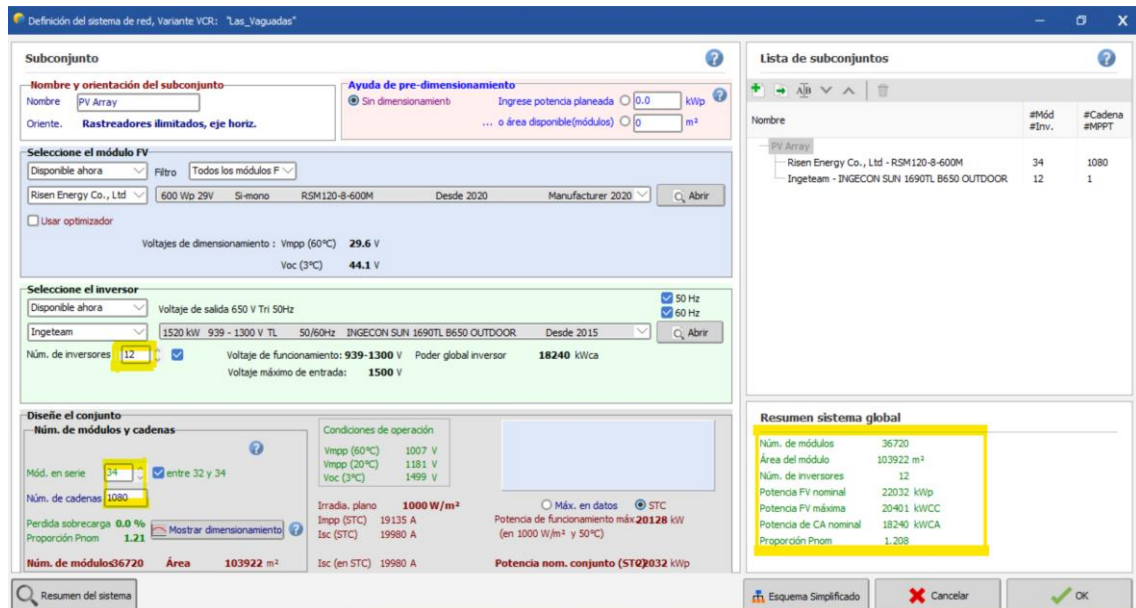 Definición del sistema de red, Variante VCR: "Las_Vaguadas"
Subconjunto
Nombre y orientación del subconjunto
Nombre PV Array
Oriente. Rastreadores ilimitados, eje horiz.
Ayuda de pre-dimensionamiento
Sin dimensionamient Ingrese potencia planeada 0.0 kWp
... o área disponible(módulos) 0 m²
Seleccione el módulo FV
Disponible ahora Filtro Todos los módulos F
Risen Energy Co., Ltd 600 Wp 29V Si-mono RSM120-8-600M Desde 2020 Manufacturer 2020 Abrir
Usar optimizador
Voltajes de dimensionamiento : Vmpp (60°C) 29.6 V
Voc (3°C) 44.1 V
Seleccione el inversor
Disponible ahora Voltaje de salida 650 V Tri 50Hz
50 Hz
60 Hz
Ingeteam 1520 kW 939 - 1300 V TL 50/60Hz INGECON SUN 1690TL B650 OUTDOOR Desde 2015 Abrir
Núm. de inversores 12 Voltaje de funcionamiento: 939-1300 V Poder global inversor 18240 kWca
Voltaje máximo de entrada: 1500 V
Diseñe el conjunto
Núm. de módulos y cadenas
Mód. en serie 34 entre 32 y 34
Núm. de cadenas 1080
Perdida sobrecarga 0.0 %
Proporción Pnom 1.21
Mostrar dimensionamiento
Núm. de módulos 36720 Área 103922 m²
Condiciones de operación
Vmpp (60°C) 1007 V
Vmpp (20°C) 1181 V
Voc (3°C) 1499 V
Irradia. plano 1000 W/m²
Impp (STC) 19135 A
Isc (STC) 19980 A
Isc (en STC) 19980 A
Máx. en datos STC
Potencia de funcionamiento máx. 20128 kW
(en 1000 W/m² y 50°C)
Potencia nom. conjunto (STC) 22032 kWp
Resumen del sistema
Lista de subconjuntos
Nombre #Mód #Inv. #Cadena #MPPT
PV Array
Risen Energy Co., Ltd - RSM120-8-600M 34 1080
Ingeteam - INGECON SUN 1690TL B650 OUTDOOR 12 1
Resumen sistema global
Núm. de módulos 36720
Área del módulo 103922 m²
Núm. de inversores 12
Potencia FV nominal 22032 kWp
Potencia FV máxima 20401 kWCC
Potencia de CA nominal 18240 kWCA
Proporción Pnom 1.208
Esquema Simplificado Cancelar OK